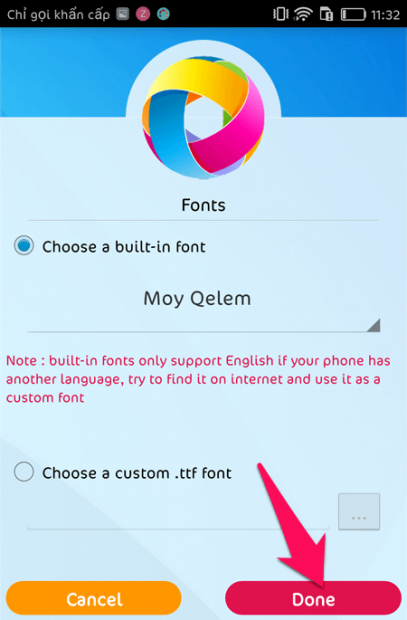 Chỉ gọi khẩn cấp 11:32
Fonts
Choose a built-in font
Moy Qelem
Note : built-in fonts only support English if your phone has
another language, try to find it on internet and use it as a
custom font
Choose a custom .ttf font
...
Cancel Done